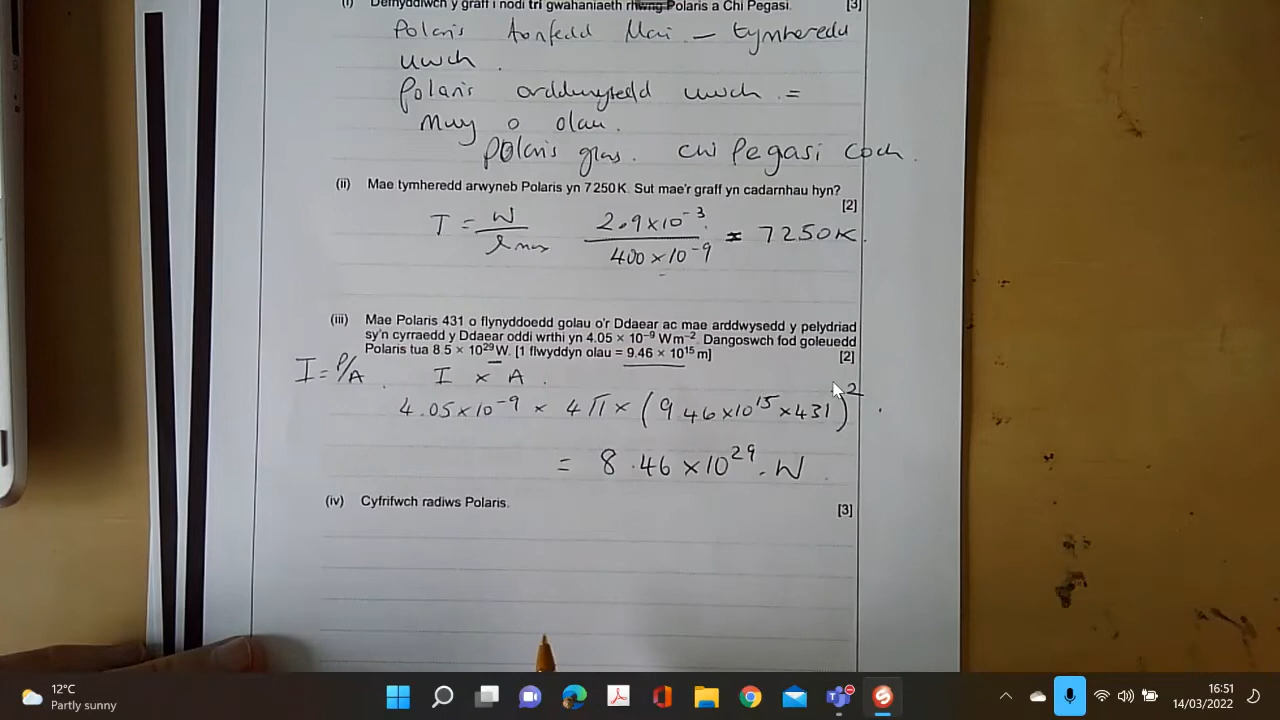 (i) Defnyddiwch y graff i nodi tri gwahaniaeth rhwng Polaris a Chi Pegasi. [3]
Polaris Tonfedd llai – tymheredd
uwch.
Polaris arddwysedd uwch =
mwy o olau.
Polaris glas. Chi Pegasi Coch.
(ii) Mae tymheredd arwyneb Polaris yn 7250K. Sut mae'r graff yn cadarnhau hyn?
[2]
T = W/λmax 2.9×10⁻³/400×10⁻⁹ = 7250K.
(iii) Mae Polaris 431 o flynyddoedd golau o'r Ddaear ac mae arddwysedd y pelydriad
sy'n cyrraedd y Ddaear oddi wrthi yn 4.05 × 10⁻⁹ Wm⁻². Dangoswch fod goleuedd
Polaris tua 8.5 × 10²⁹ W. [1 flwyddyn olau = 9.46 × 10¹⁵ m] [2]
I = P/A. I × A.
4.05×10⁻⁹ × 4π × (9.46×10¹⁵×431)².
= 8.46×10²⁹. W
(iv) Cyfrifwch radiws Polaris. [3]
12°C
Partly sunny
16:51
14/03/2022